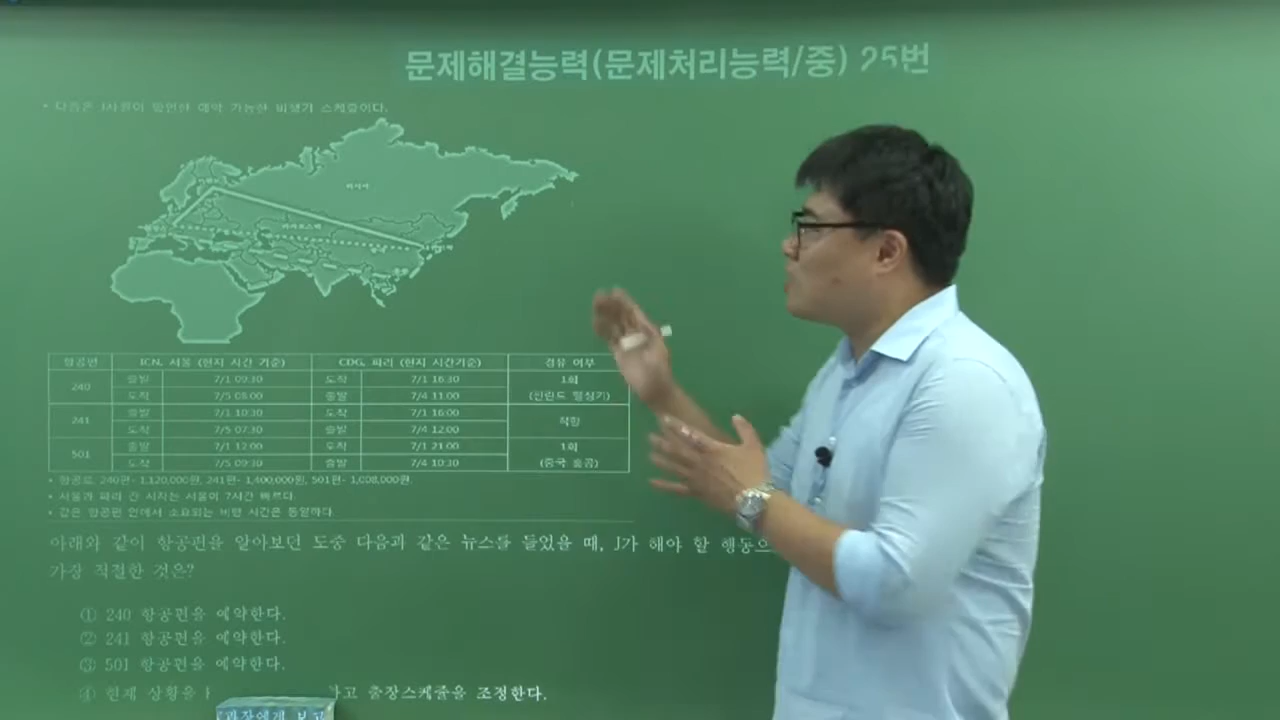 문제해결능력(문제처리능력/중) 25번
• 다음은 J사원이 확인한 예약 가능한 비행기 스케줄이다.
러시아
항공편 ICN, 서울 (현지 시간 기준) CDG, 파리 (현지 시간기준) 경유 여부
240 출발 7/1 09:30 도착 7/1 16:30 1회
도착 7/5 08:00 출발 7/4 11:00 (핀란드 헬싱키)
241 출발 7/1 10:30 도착 7/1 16:00 직항
도착 7/5 07:30 출발 7/4 12:00
501 출발 7/1 12:00 도착 7/1 21:00 1회
도착 7/5 09:30 출발 7/4 10:30 (중국 홍콩)
• 항공료: 240편- 1,120,000원, 241편- 1,400,000원, 501편- 1,008,000원
• 서울과 파리 간 시차는 서울이 7시간 빠르다.
• 같은 항공편 안에서 소요되는 비행 시간은 동일하다.
아래와 같이 항공편을 알아보던 도중 다음과 같은 뉴스를 들었을 때, J가 해야 할 행동으
가장 적절한 것은?
① 240 항공편을 예약한다.
② 241 항공편을 예약한다.
③ 501 항공편을 예약한다.
④ 현재 상황을 하고 출장스케줄을 조정한다.
과장에게 보고